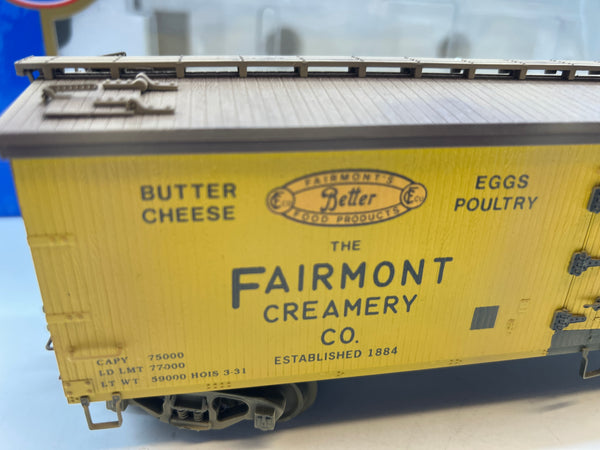 BUTTER
CHEESE
FAIRMONT'S
Better
FOOD PRODUCTS
EGGS
POULTRY
THE
FAIRMONT
CREAMERY
CO.
ESTABLISHED 1884
CAPY 75000
LD LMT 77000
LT WT 59000 HOIS 3-31